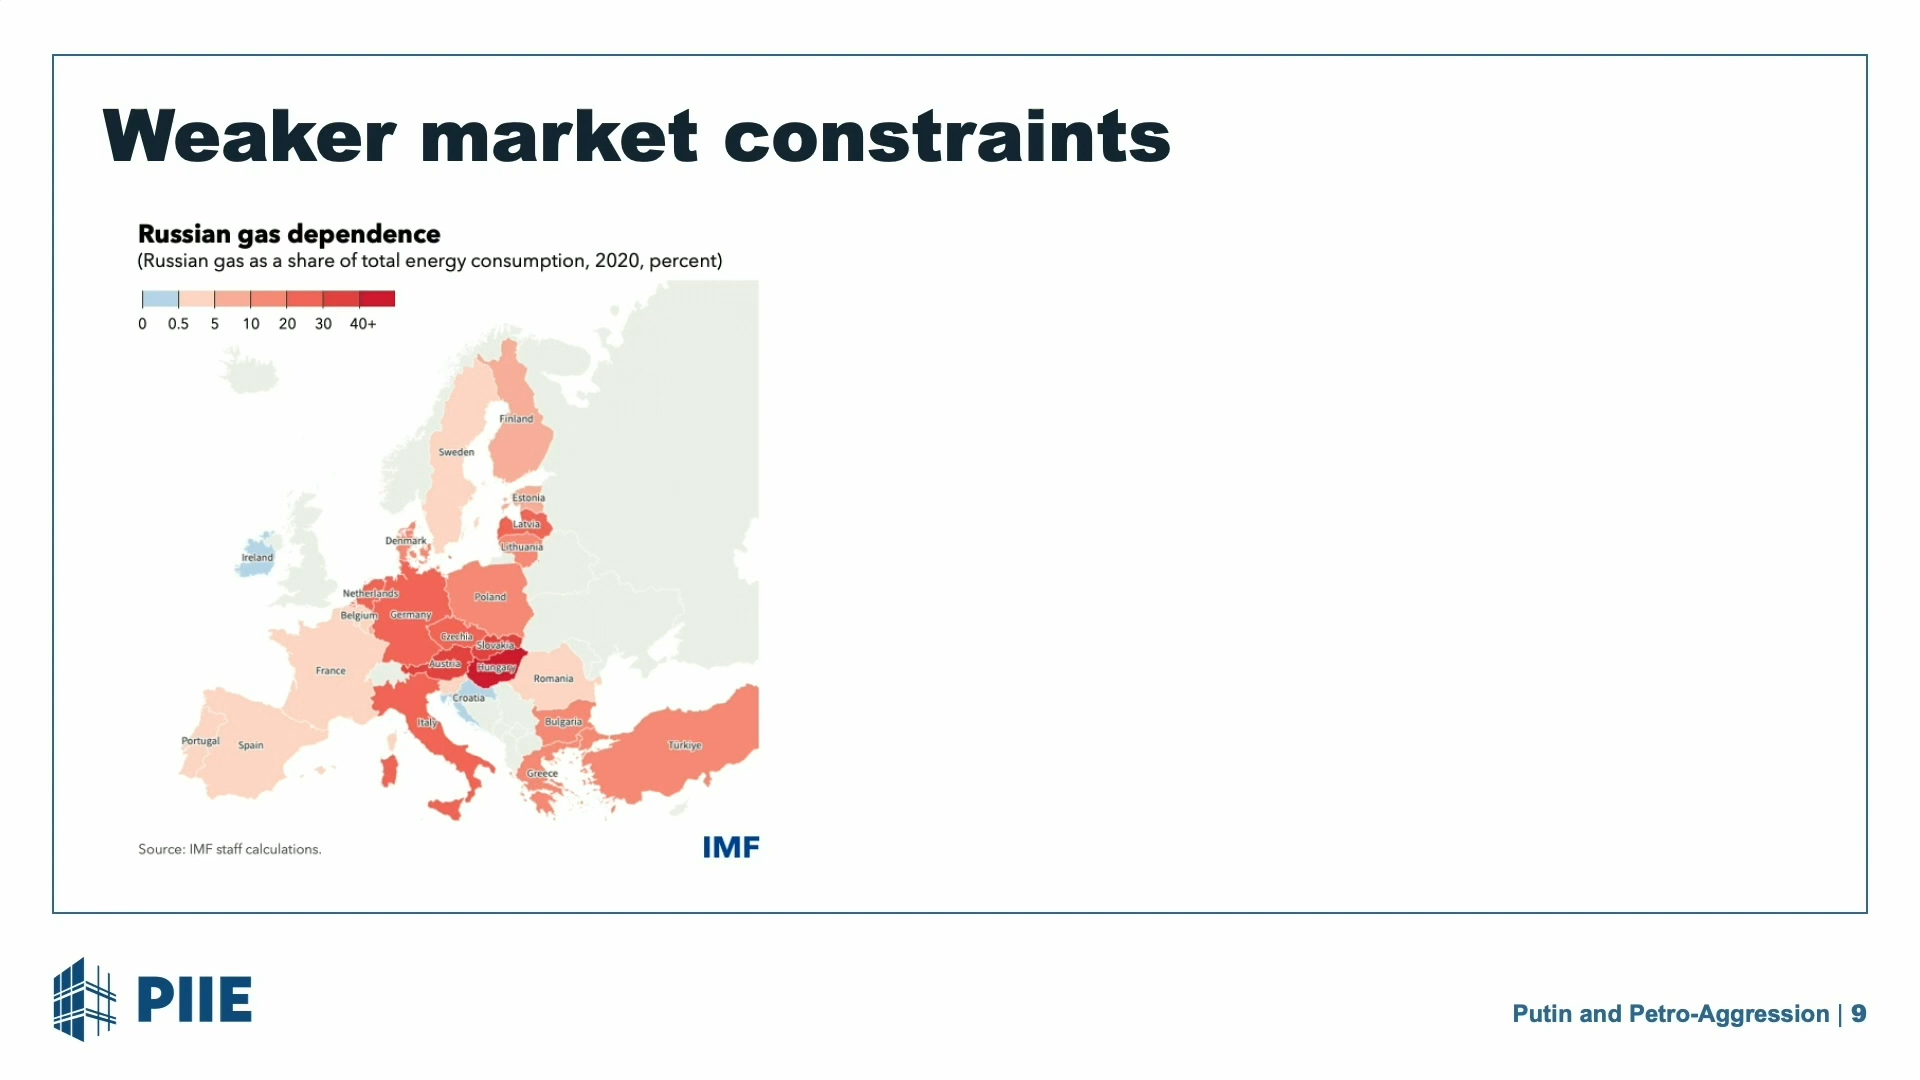 Weaker market constraints
Russian gas dependence
(Russian gas as a share of total energy consumption, 2020, percent)
0 0.5 5 10 20 30 40+
Finland
Sweden
Estonia
Latvia
Denmark
Lithuania
Ireland
Netherlands
Poland
Belgium
Germany
Czechia
Slovakia
Austria
Hungary
France
Romania
Croatia
Italy
Bulgaria
Portugal
Spain
Türkiye
Greece
Source: IMF staff calculations.
IMF
PIIE
Putin and Petro-Aggression | 9